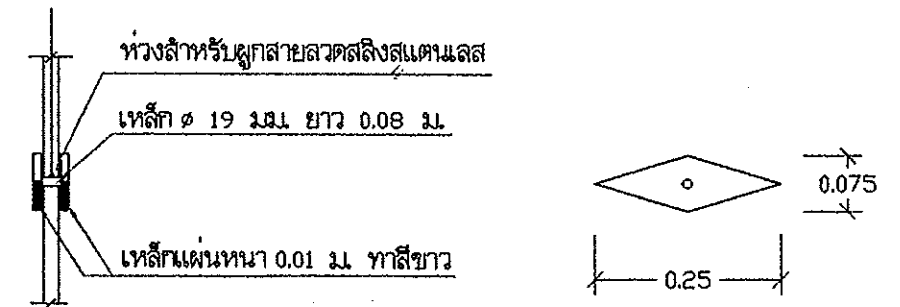 ห่วงสำหรับผูกสายลวดสลิงสแตนเลส
เหล็ก ø 19 มม. ยาว 0.08 ม.
0.075
เหล็กแผ่นหนา 0.01 ม. ทาสีขาว
0.25